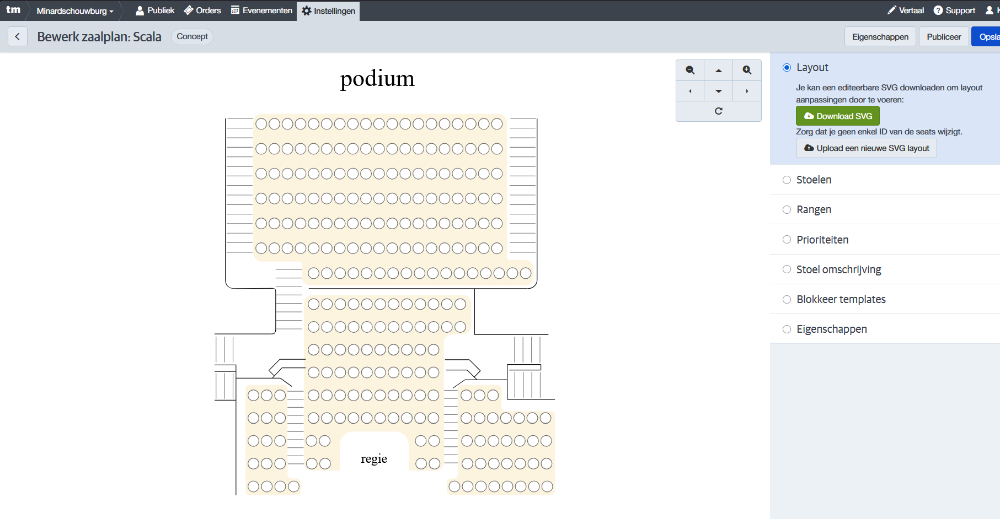 tm Minardschouwburg Publiek Orders Evenementen Instellingen Vertaal Support K
Bewerk zaalplan: Scala Concept Eigenschappen Publiceer Opsla
podium
Layout
Je kan een editeerbare SVG downloaden om layout
aanpassingen door te voeren:
Download SVG
Zorg dat je geen enkel ID van de seats wijzigt.
Upload een nieuwe SVG layout
Stoelen
Rangen
Prioriteiten
Stoel omschrijving
Blokkeer templates
Eigenschappen
regie